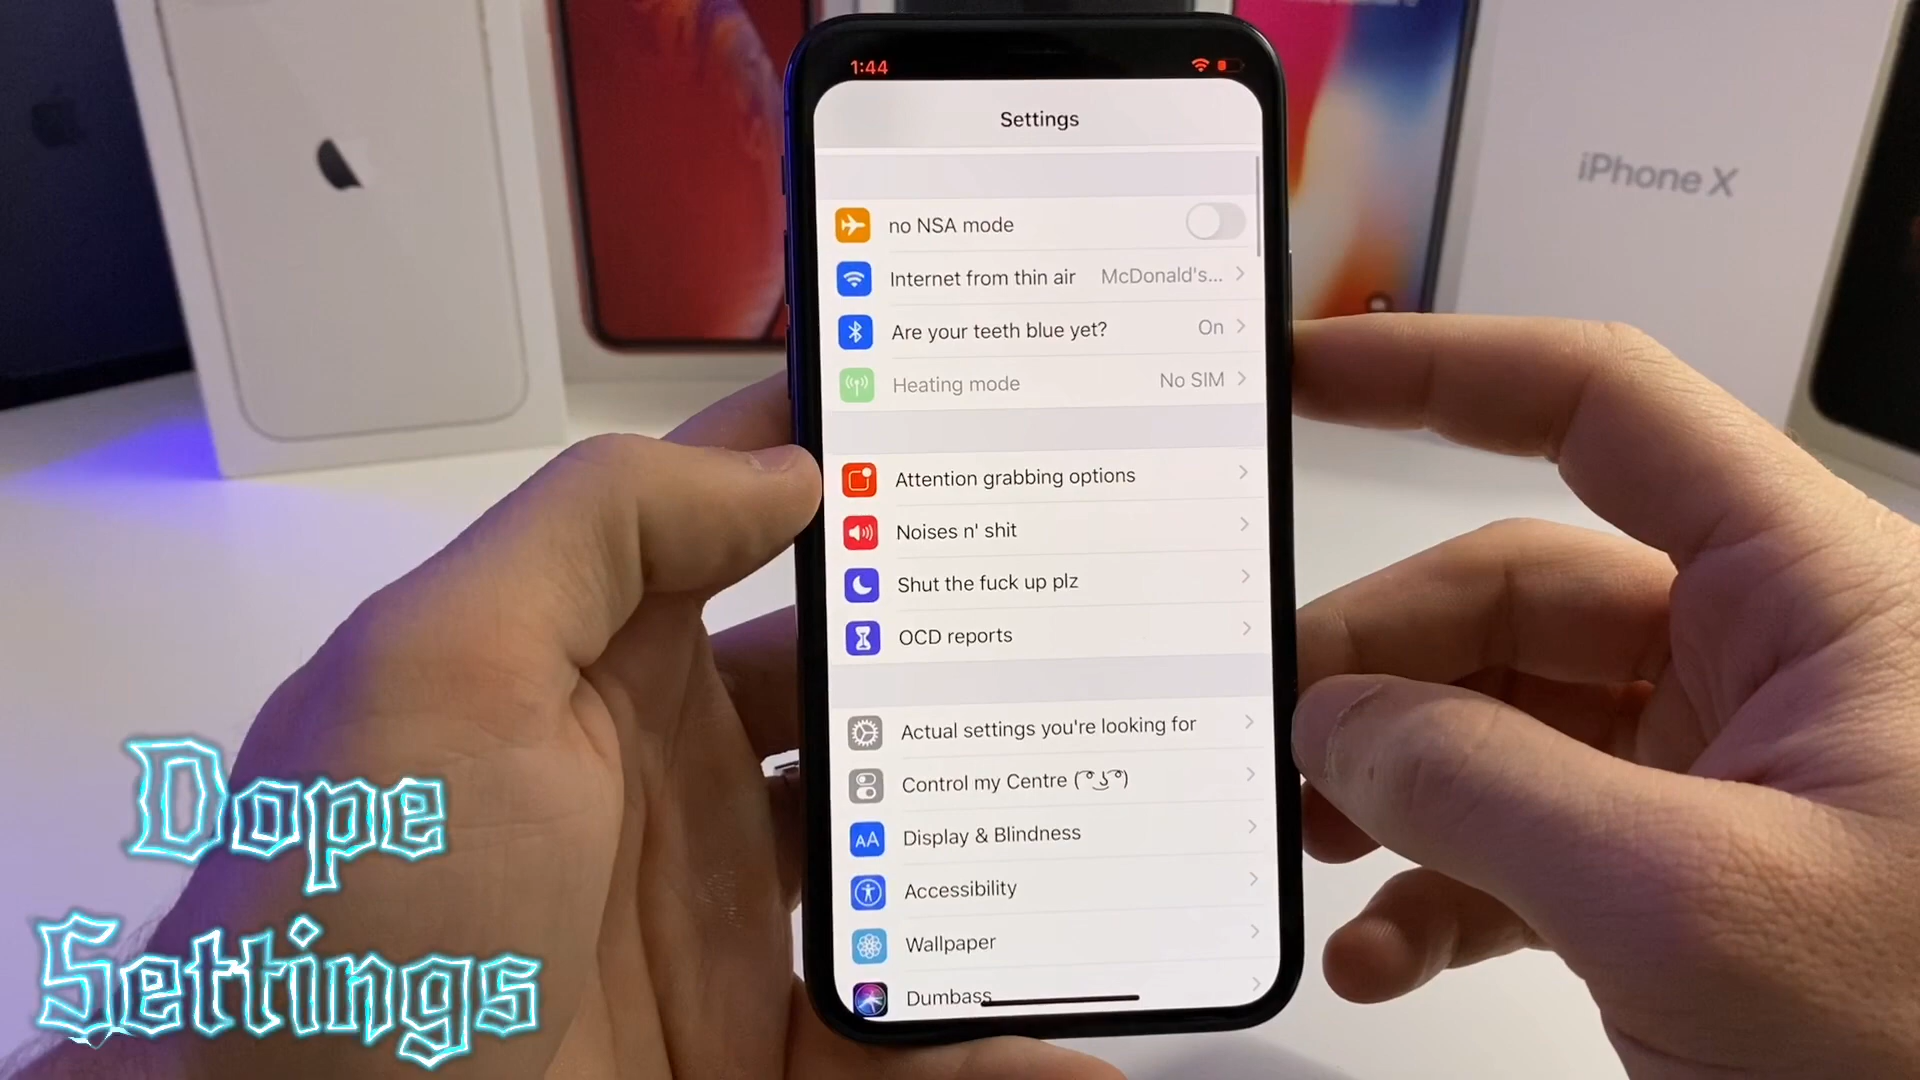 1:44
Settings
no NSA mode
Internet from thin air McDonald's...
Are your teeth blue yet? On
Heating mode No SIM
Attention grabbing options
Noises n' shit
Shut the fuck up plz
OCD reports
Actual settings you're looking for
Control my Centre ( ͡° ͜ʖ ͡°)
AA Display & Blindness
Accessibility
Wallpaper
Dumbass
iPhone X
Dope
Settings